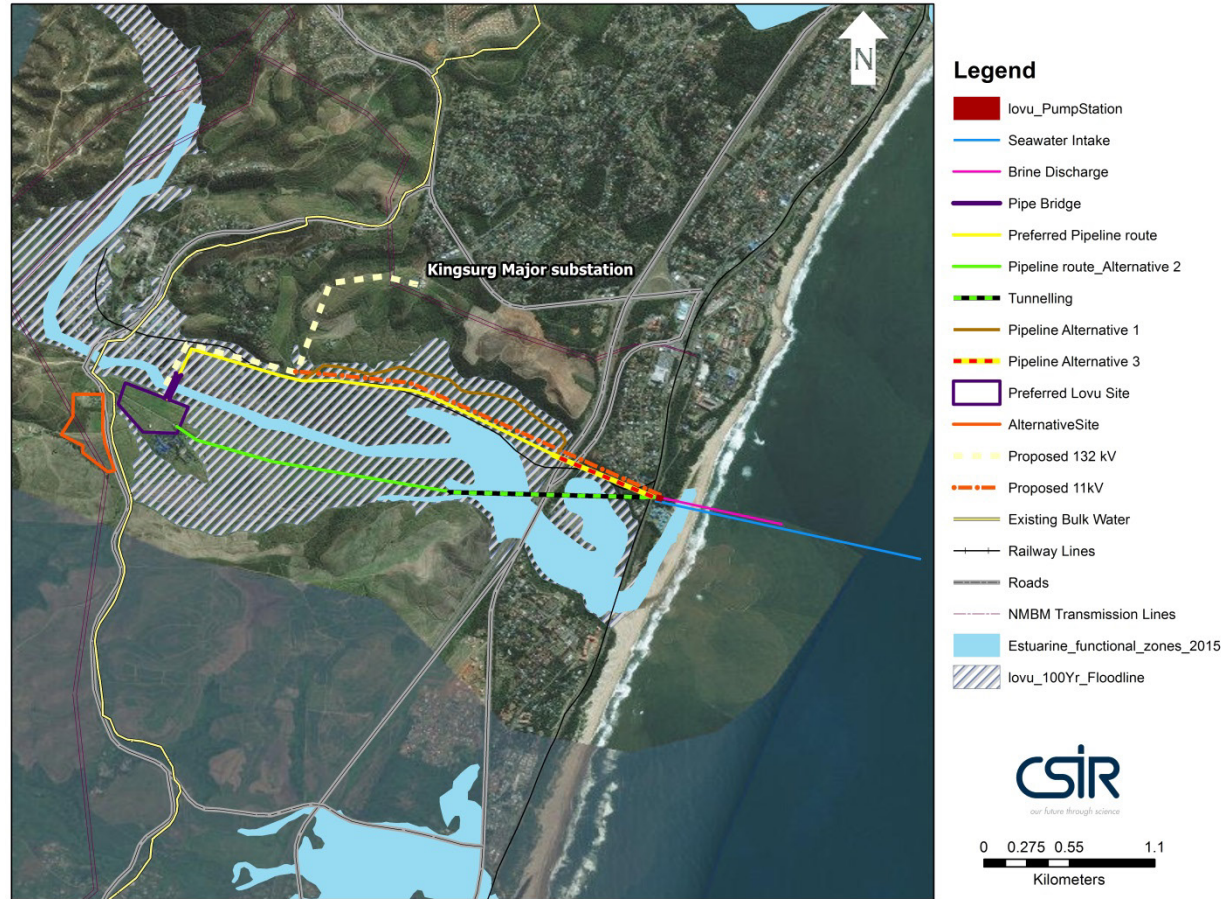 N
Kingsurg Major substation
Legend
lovu_PumpStation
Seawater Intake
Brine Discharge
Pipe Bridge
Preferred Pipeline route
Pipeline route_Alternative 2
Tunnelling
Pipeline Alternative 1
Pipeline Alternative 3
Preferred Lovu Site
AlternativeSite
Proposed 132 kV
Proposed 11kV
Existing Bulk Water
Railway Lines
Roads
NMBM Transmission Lines
Estuarine_functional_zones_2015
lovu_100Yr_Floodline
CSIR
our future through science
0 0.275 0.55 1.1
Kilometers